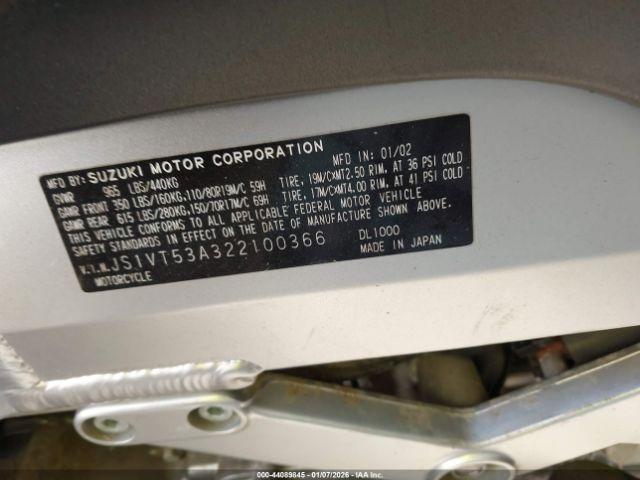 MFD BY: SUZUKI MOTOR CORPORATION MFD IN: 01/02
GVWR 965 LBS/440KG
GAWR FRONT 350 LBS/160KG,110/80R19M/C 59H TIRE, 19M/CXMT2.50 RIM, AT 36 PSI COLD
GAWR REAR 615 LBS/280KG,150/70R17M/C 69H TIRE, 17M/CXMT4.00 RIM, AT 41 PSI COLD
THIS VEHICLE CONFORMS TO ALL APPLICABLE FEDERAL MOTOR VEHICLE
SAFETY STANDARDS IN EFFECT ON THE DATE OF MANUFACTURE SHOWN ABOVE.
V.I.N. JS1VT53A322100366 DL1000
MOTORCYCLE MADE IN JAPAN
000-44089845 - 01/07/2026 - IAA Inc.